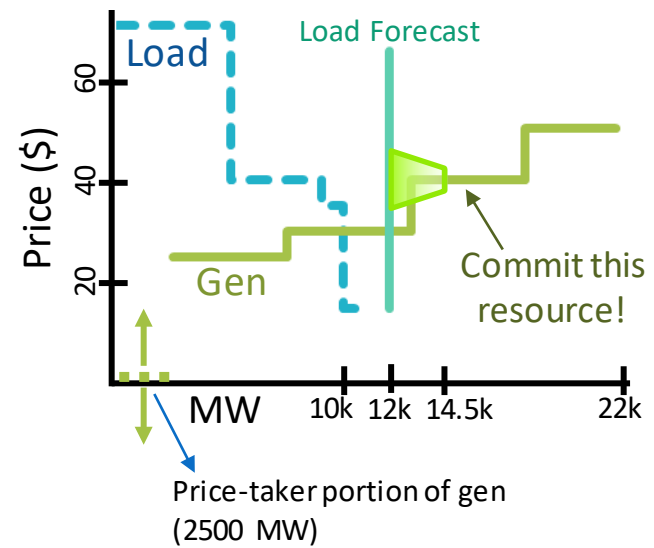 Load Forecast
Load
Price ($)
60
40
20
Gen
Commit this
resource!
MW
10k
12k
14.5k
22k
Price-taker portion of gen
(2500 MW)